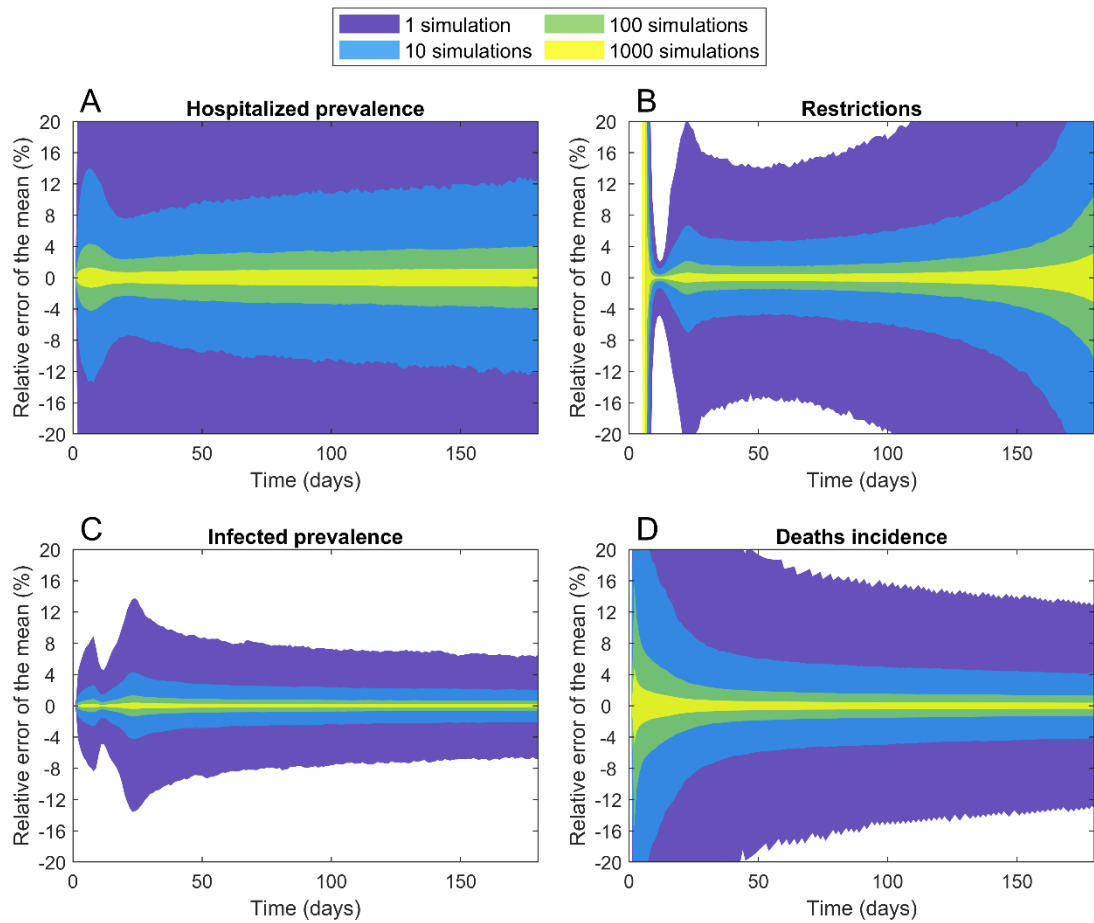 1 simulation 100 simulations
10 simulations 1000 simulations
A Hospitalized prevalence
Relative error of the mean (%)
20
16
12
8
4
0
-4
-8
-12
-16
-20
0 50 100 150
Time (days)
B Restrictions
Relative error of the mean (%)
20
16
12
8
4
0
-4
-8
-12
-16
-20
0 50 100 150
Time (days)
C Infected prevalence
Relative error of the mean (%)
20
16
12
8
4
0
-4
-8
-12
-16
-20
0 50 100 150
Time (days)
D Deaths incidence
Relative error of the mean (%)
20
16
12
8
4
0
-4
-8
-12
-16
-20
0 50 100 150
Time (days)